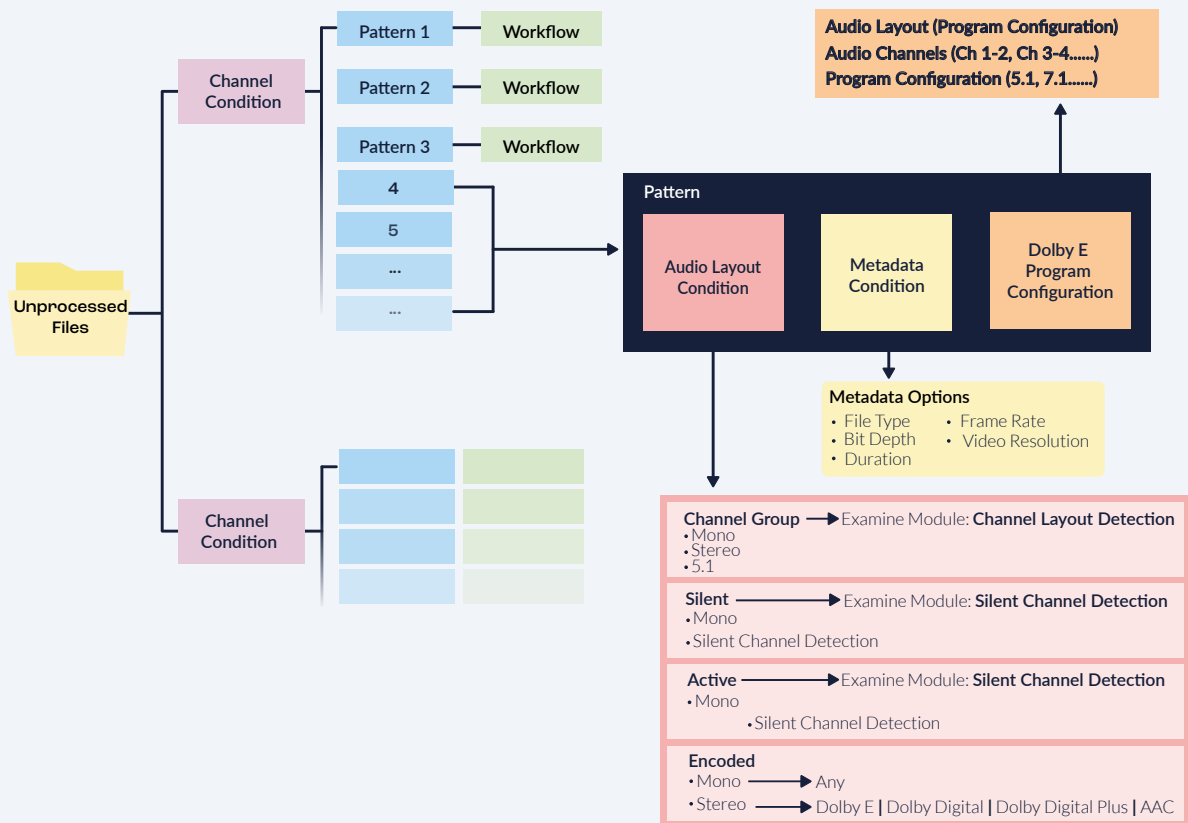 Audio Layout (Program Configuration)
Audio Channels (Ch 1-2, Ch 3-4......)
Program Configuration (5.1, 7.1......)
Channel
Condition
Pattern 1
Workflow
Pattern 2
Workflow
Pattern 3
Workflow
4
5
...
...
Unprocessed
Files
Pattern
Audio Layout
Condition
Metadata
Condition
Dolby E
Program
Configuration
Metadata Options
• File Type
• Bit Depth
• Duration
• Frame Rate
• Video Resolution
Channel
Condition
Channel Group Examine Module: Channel Layout Detection
• Mono
• Stereo
• 5.1
Silent Examine Module: Silent Channel Detection
• Mono
• Silent Channel Detection
Active Examine Module: Silent Channel Detection
• Mono
• Silent Channel Detection
Encoded
• Mono Any
• Stereo Dolby E | Dolby Digital | Dolby Digital Plus | AAC